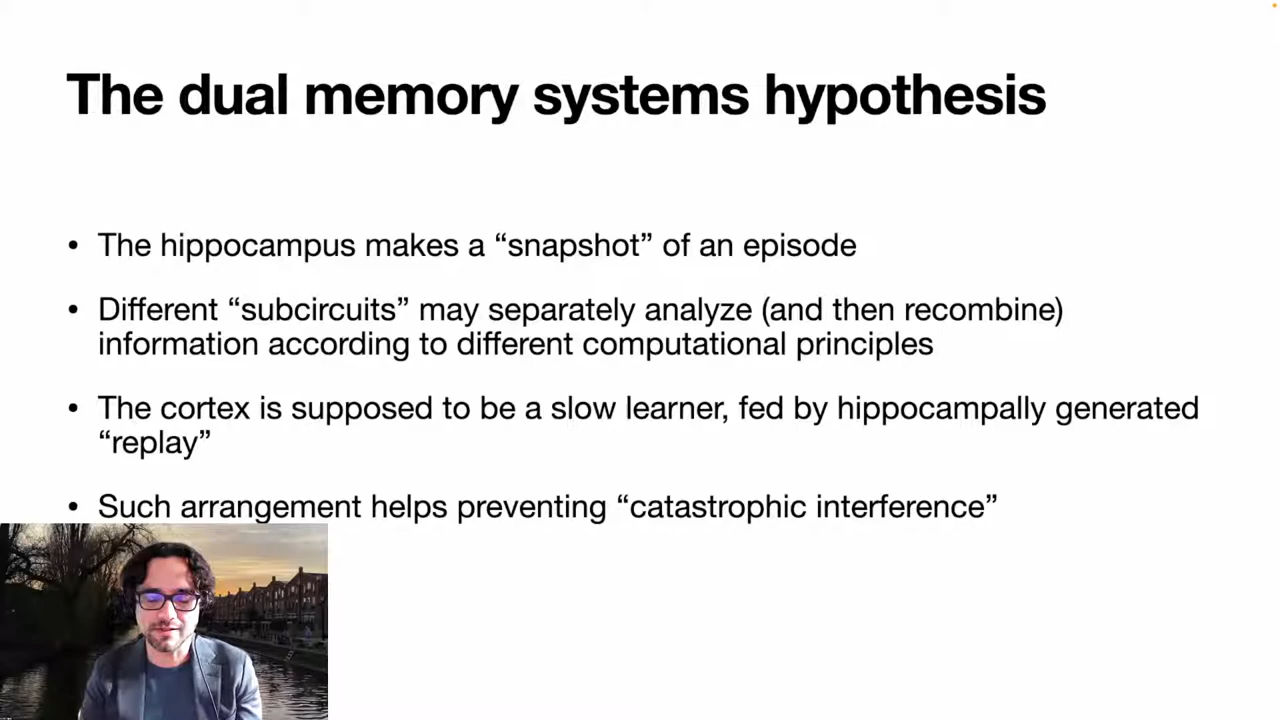 The dual memory systems hypothesis
• The hippocampus makes a “snapshot” of an episode
• Different “subcircuits” may separately analyze (and then recombine)
information according to different computational principles
• The cortex is supposed to be a slow learner, fed by hippocampally generated
“replay”
• Such arrangement helps preventing “catastrophic interference”